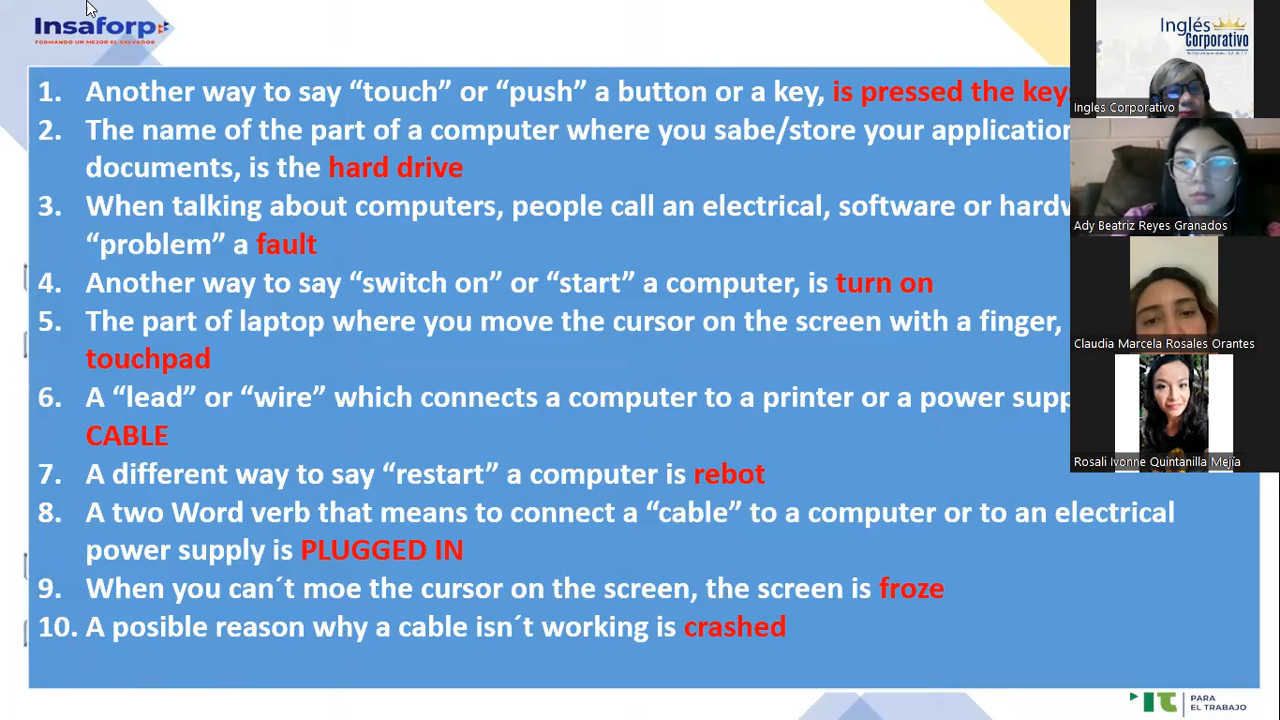 Insaforp
FORMANDO UN MEJOR EL SALVADOR
1. Another way to say “touch” or “push” a button or a key, is pressed the key
2. The name of the part of a computer where you sabe/store your application
documents, is the hard drive
3. When talking about computers, people call an electrical, software or hardw
“problem” a fault
4. Another way to say “switch on” or “start” a computer, is turn on
5. The part of laptop where you move the cursor on the screen with a finger,
touchpad
6. A “lead” or “wire” which connects a computer to a printer or a power supp
CABLE
7. A different way to say “restart” a computer is rebot
8. A two Word verb that means to connect a “cable” to a computer or to an electrical
power supply is PLUGGED IN
9. When you can´t moe the cursor on the screen, the screen is froze
10. A posible reason why a cable isn´t working is crashed
Inglés
Corporativo
Ingles Corporativo
Ady Beatriz Reyes Granados
Claudia Marcela Rosales Orantes
Rosali Ivonne Quintanilla Mejía
PARA
EL TRABAJO